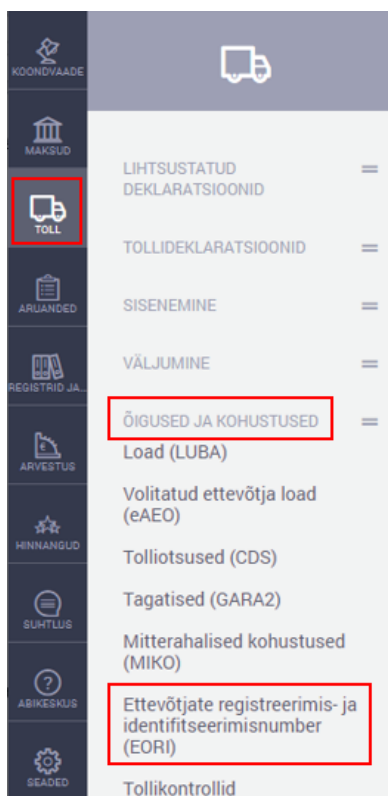 KOONDVAADE
MAKSUD
TOLL
ARUANDED
REGISTRID JA...
ARVESTUS
HINNANGUD
SUHTLUS
ABIKESKUS
SEADED
LIHTSUSTATUD
DEKLARATSIOONID
TOLLIDEKLARATSIOONID
SISENEMINE
VÄLJUMINE
ÕIGUSED JA KOHUSTUSED
Load (LUBA)
Volitatud ettevõtja load
(eAEO)
Tolliotsused (CDS)
Tagatised (GARA2)
Mitterahalised kohustused
(MIKO)
Ettevõtjate registreerimis- ja
identifitseerimisnumber
(EORI)
Tollikontrollid